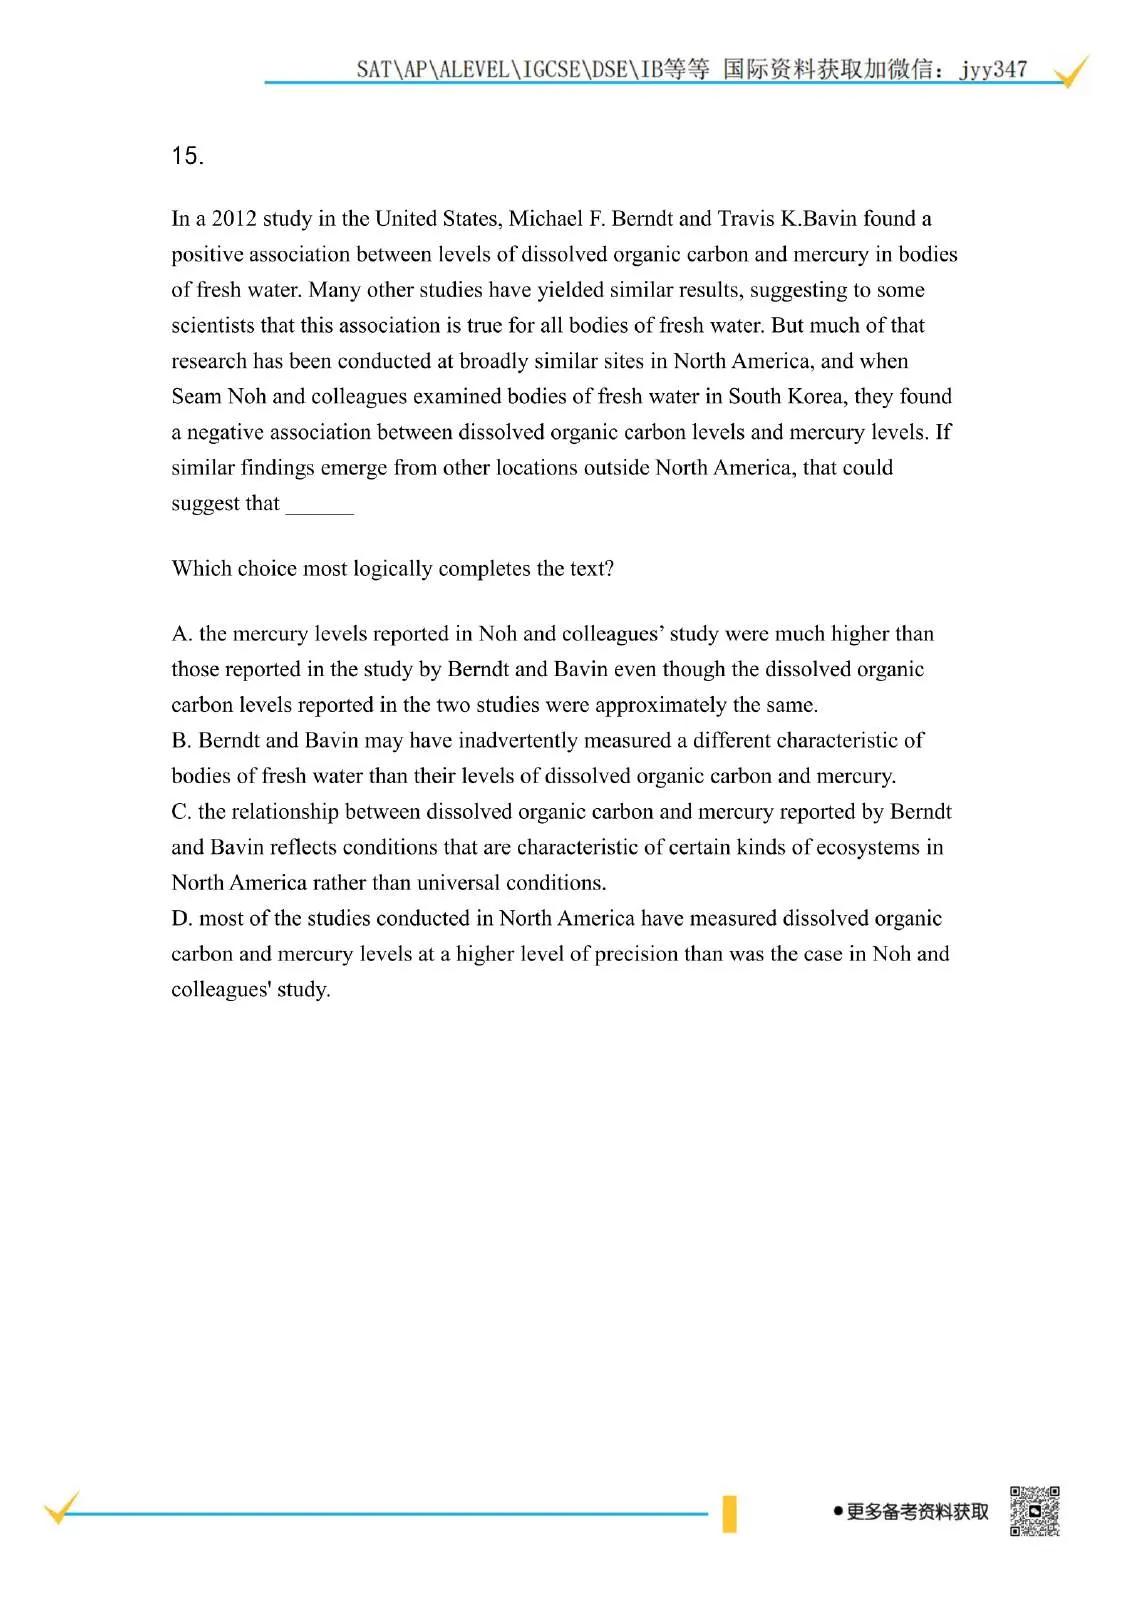 SAT\AP\ALEVEL\IGCSE\DSE\IB等等 国际资料获取加微信：jyy347
15.
In a 2012 study in the United States, Michael F. Berndt and Travis K.Bavin found a
positive association between levels of dissolved organic carbon and mercury in bodies
of fresh water. Many other studies have yielded similar results, suggesting to some
scientists that this association is true for all bodies of fresh water. But much of that
research has been conducted at broadly similar sites in North America, and when
Seam Noh and colleagues examined bodies of fresh water in South Korea, they found
a negative association between dissolved organic carbon levels and mercury levels. If
similar findings emerge from other locations outside North America, that could
suggest that ______
Which choice most logically completes the text?
A. the mercury levels reported in Noh and colleagues’ study were much higher than
those reported in the study by Berndt and Bavin even though the dissolved organic
carbon levels reported in the two studies were approximately the same.
B. Berndt and Bavin may have inadvertently measured a different characteristic of
bodies of fresh water than their levels of dissolved organic carbon and mercury.
C. the relationship between dissolved organic carbon and mercury reported by Berndt
and Bavin reflects conditions that are characteristic of certain kinds of ecosystems in
North America rather than universal conditions.
D. most of the studies conducted in North America have measured dissolved organic
carbon and mercury levels at a higher level of precision than was the case in Noh and
colleagues' study.
●更多备考资料获取